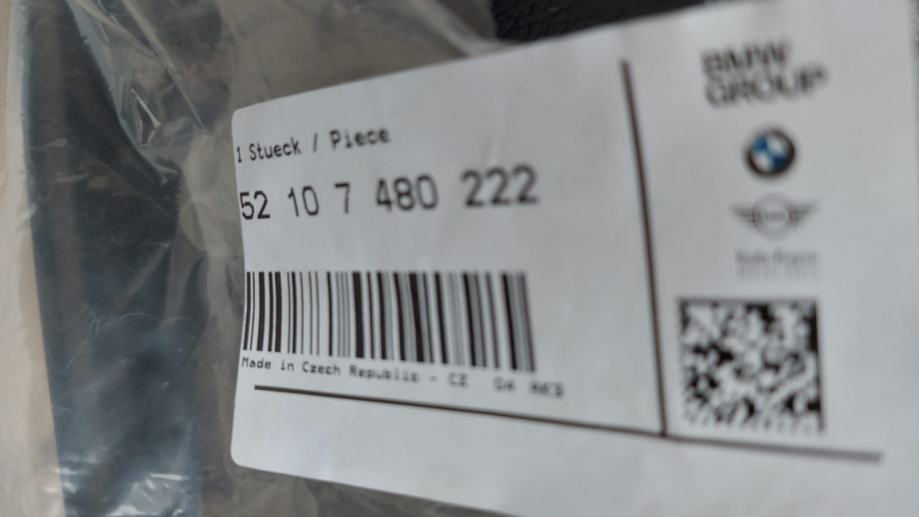 1 Stueck / Piece
52 10 7 480 222
Made in Czech Republic - CZ
BMW
GROUP